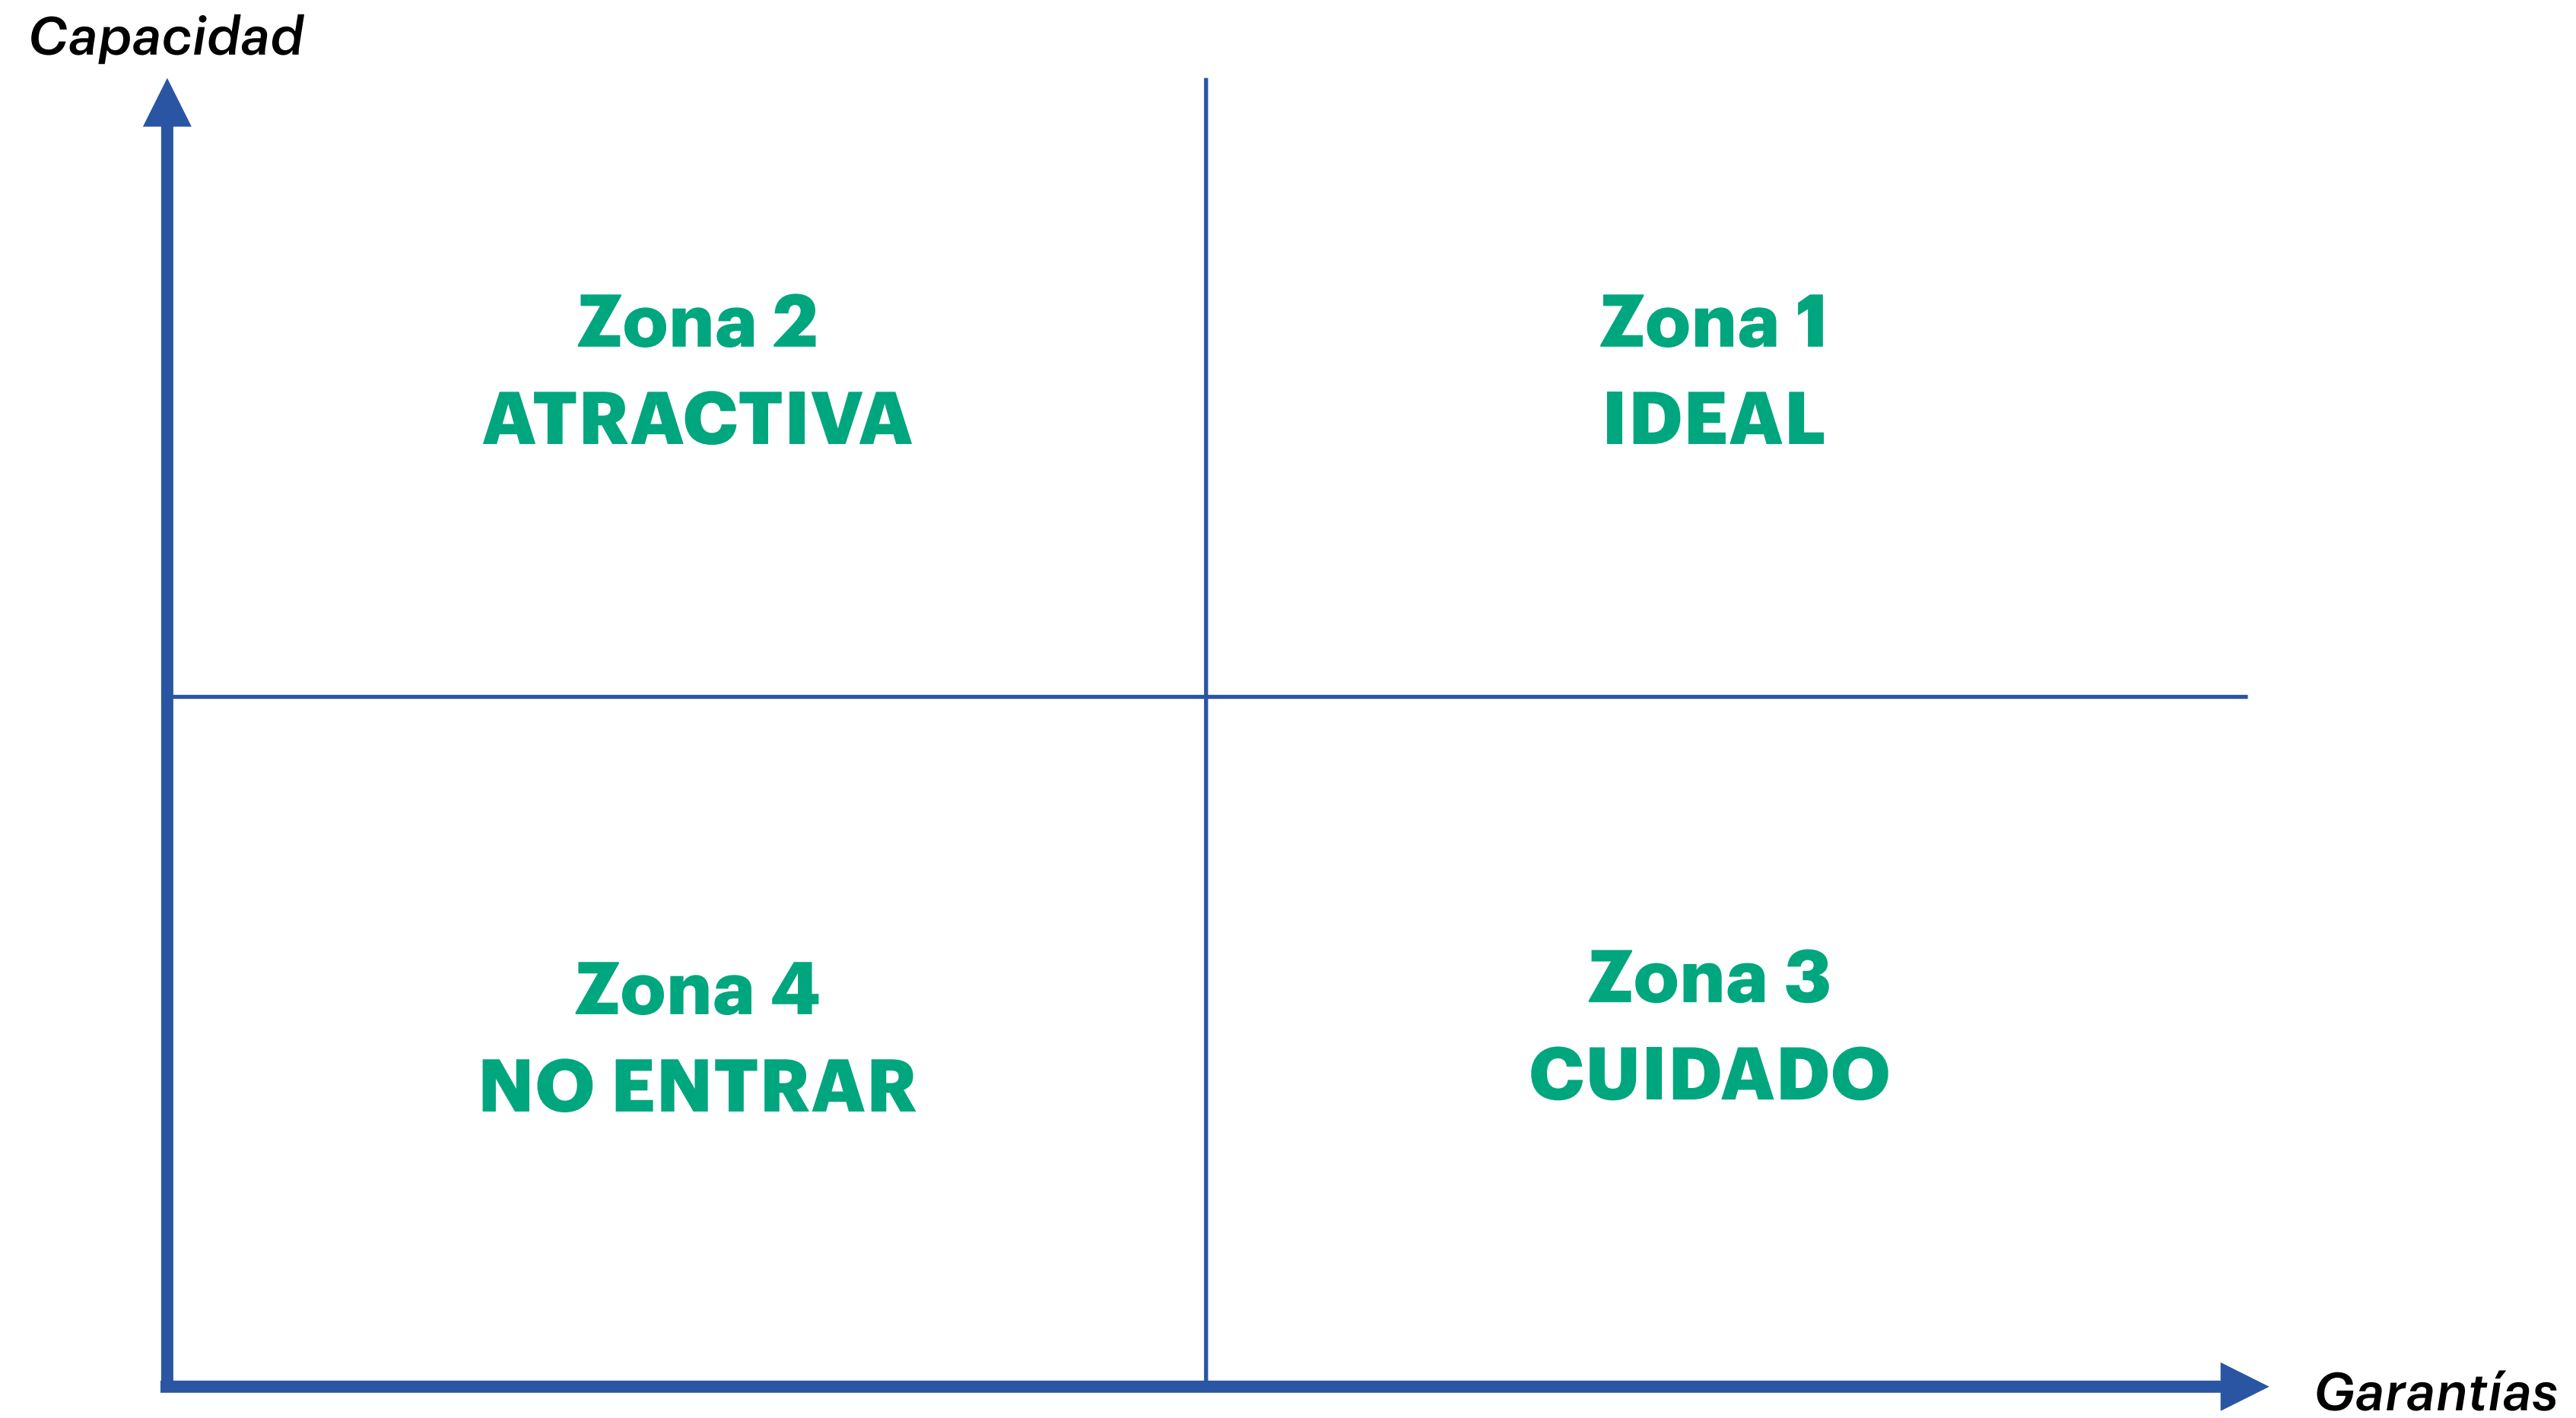 Capacidad
Zona 2
ATRACTIVA
Zona 1
IDEAL
Zona 4
NO ENTRAR
Zona 3
CUIDADO
Garantías